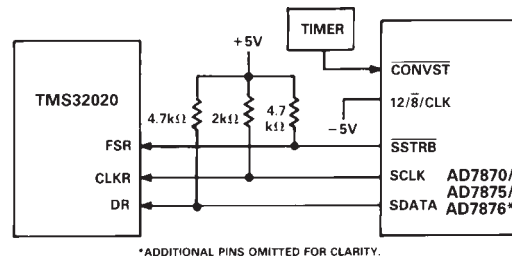 TIMER
+5V
CONVST
TMS32020
12/8/CLK
4.7kΩ
2kΩ
4.7
kΩ
−5V
FSR
SSTRB
CLKR
SCLK
AD7870/
AD7875/
AD7876*
DR
SDATA
*ADDITIONAL PINS OMITTED FOR CLARITY.